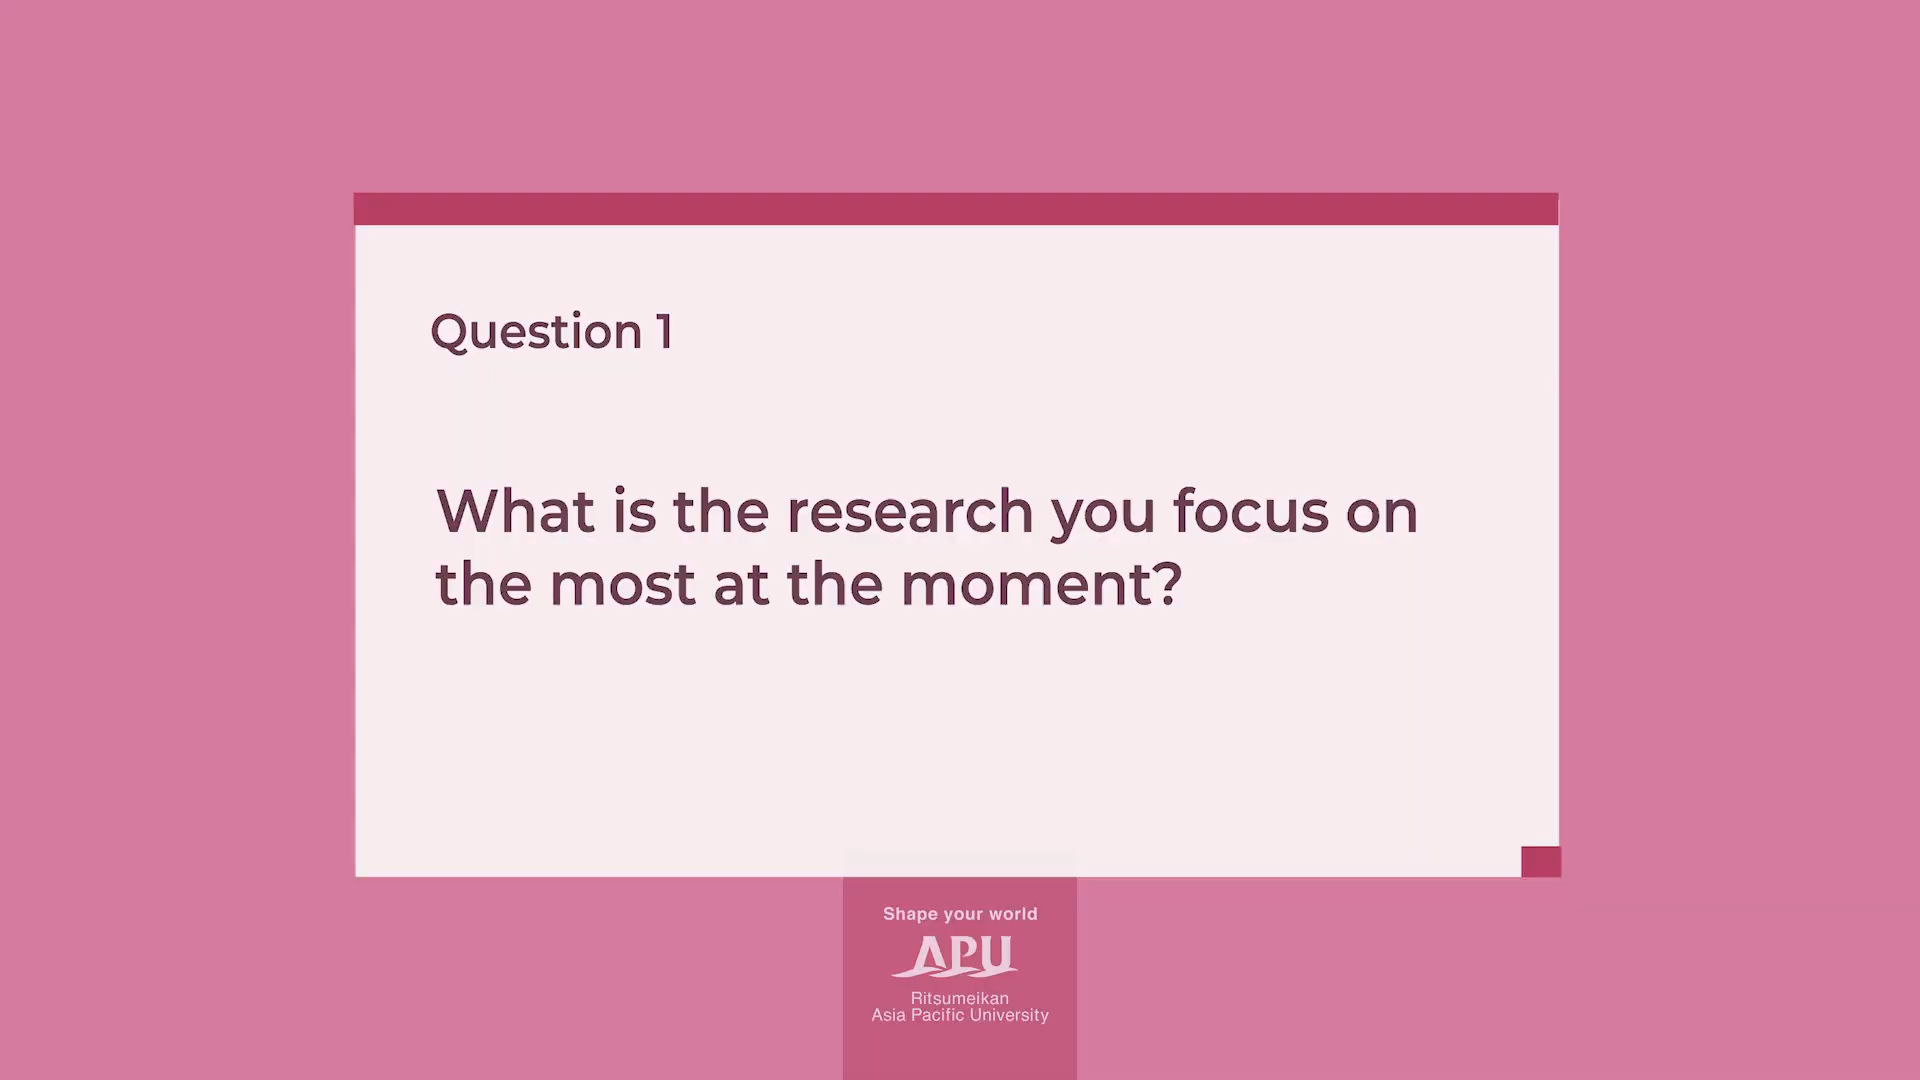 Question 1
What is the research you focus on
the most at the moment?
Shape your world
APU
Ritsumeikan
Asia Pacific University